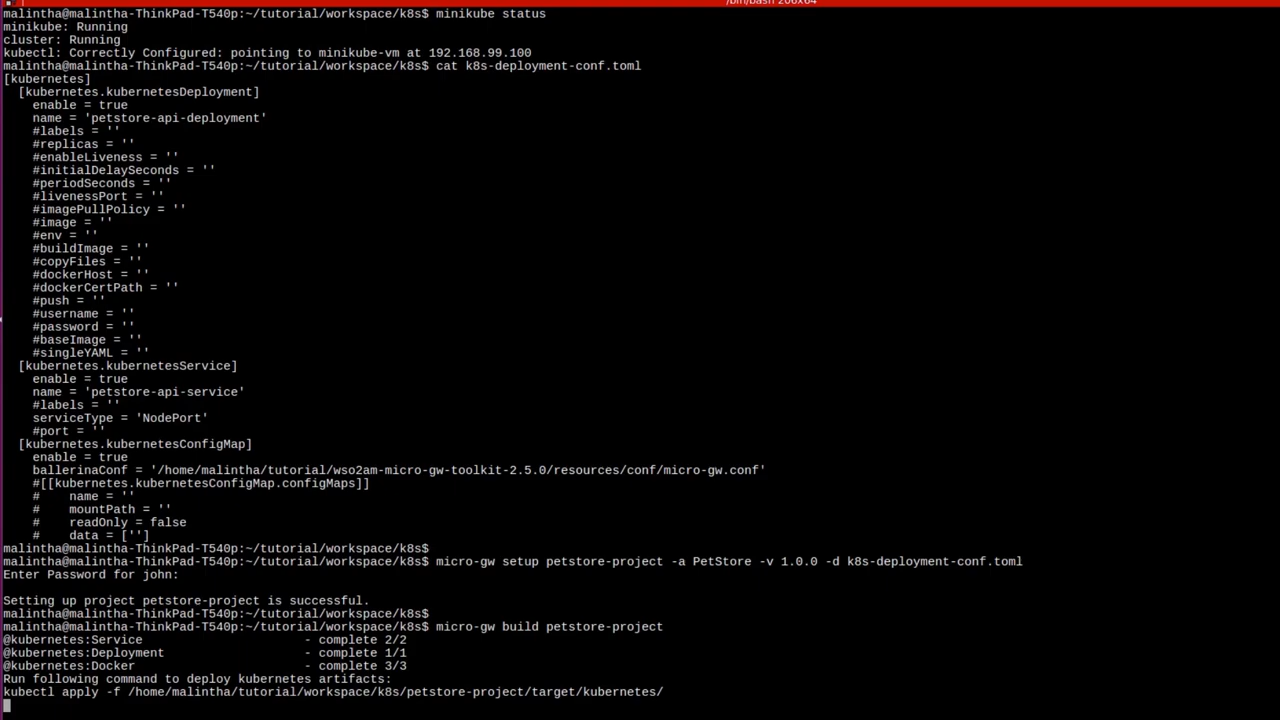 /bin/bash 206x64
malintha@malintha-ThinkPad-T540p:~/tutorial/workspace/k8s$ minikube status
minikube: Running
cluster: Running
kubectl: Correctly Configured: pointing to minikube-vm at 192.168.99.100
malintha@malintha-ThinkPad-T540p:~/tutorial/workspace/k8s$ cat k8s-deployment-conf.toml
[kubernetes]
  [kubernetes.kubernetesDeployment]
    enable = true
    name = 'petstore-api-deployment'
    #labels = ''
    #replicas = ''
    #enableLiveness = ''
    #initialDelaySeconds = ''
    #periodSeconds = ''
    #livenessPort = ''
    #imagePullPolicy = ''
    #image = ''
    #env = ''
    #buildImage = ''
    #copyFiles = ''
    #dockerHost = ''
    #dockerCertPath = ''
    #push = ''
    #username = ''
    #password = ''
    #baseImage = ''
    #singleYAML = ''
  [kubernetes.kubernetesService]
    enable = true
    name = 'petstore-api-service'
    #labels = ''
    serviceType = 'NodePort'
    #port = ''
  [kubernetes.kubernetesConfigMap]
    enable = true
    ballerinaConf = '/home/malintha/tutorial/wso2am-micro-gw-toolkit-2.5.0/resources/conf/micro-gw.conf'
    #[[kubernetes.kubernetesConfigMap.configMaps]]
    #    name = ''
    #    mountPath = ''
    #    readOnly = false
    #    data = ['']
malintha@malintha-ThinkPad-T540p:~/tutorial/workspace/k8s$
malintha@malintha-ThinkPad-T540p:~/tutorial/workspace/k8s$ micro-gw setup petstore-project -a PetStore -v 1.0.0 -d k8s-deployment-conf.toml
Enter Password for john:
Setting up project petstore-project is successful.
malintha@malintha-ThinkPad-T540p:~/tutorial/workspace/k8s$
malintha@malintha-ThinkPad-T540p:~/tutorial/workspace/k8s$ micro-gw build petstore-project
@kubernetes:Service                      - complete 2/2
@kubernetes:Deployment                   - complete 1/1
@kubernetes:Docker                       - complete 3/3
Run following command to deploy kubernetes artifacts:
kubectl apply -f /home/malintha/tutorial/workspace/k8s/petstore-project/target/kubernetes/